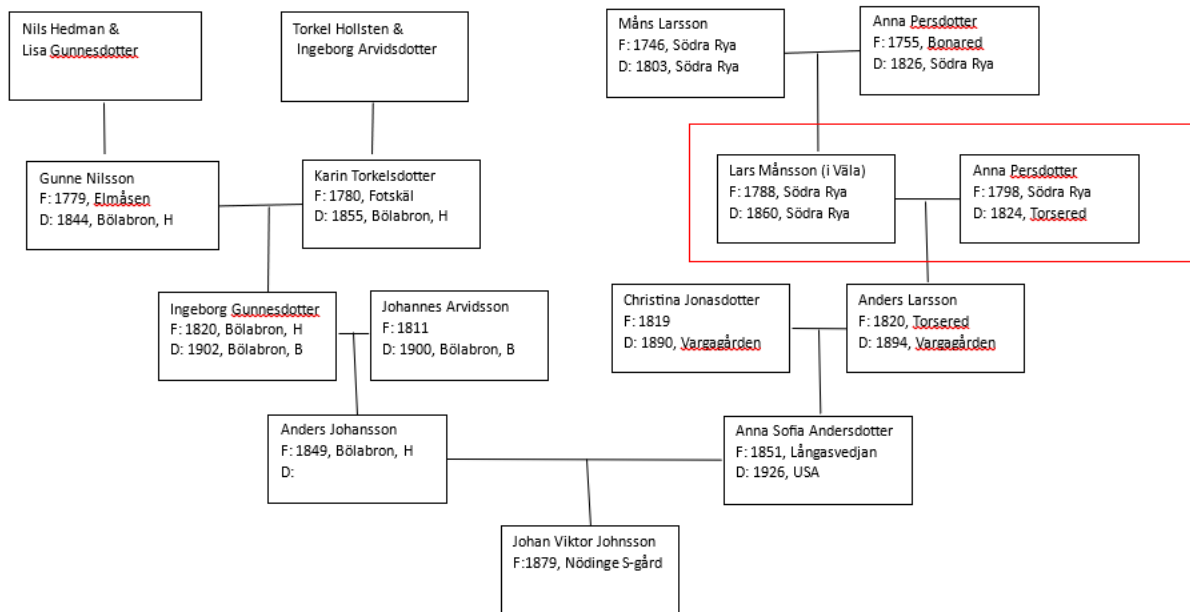 Nils Hedman &
Lisa Gunnesdotter
Torkel Hollsten &
Ingeborg Arvidsdotter
Måns Larsson
F: 1746, Södra Rya
D: 1803, Södra Rya
Anna Persdotter
F: 1755, Bonared
D: 1826, Södra Rya
Gunne Nilsson
F: 1779, Elmåsen
D: 1844, Bölabron, H
Karin Torkelsdotter
F: 1780, Fotskäl
D: 1855, Bölabron, H
Lars Månsson (i Väla)
F: 1788, Södra Rya
D: 1860, Södra Rya
Anna Persdotter
F: 1798, Södra Rya
D: 1824, Torsered
Ingeborg Gunnesdotter
F: 1820, Bölabron, H
D: 1902, Bölabron, B
Johannes Arvidsson
F: 1811
D: 1900, Bölabron, B
Christina Jonasdotter
F: 1819
D: 1890, Vargagården
Anders Larsson
F: 1820, Torsered
D: 1894, Vargagården
Anders Johansson
F: 1849, Bölabron, H
D:
Anna Sofia Andersdotter
F: 1851, Långasvedjan
D: 1926, USA
Johan Viktor Johnsson
F:1879, Nödinge S-gård